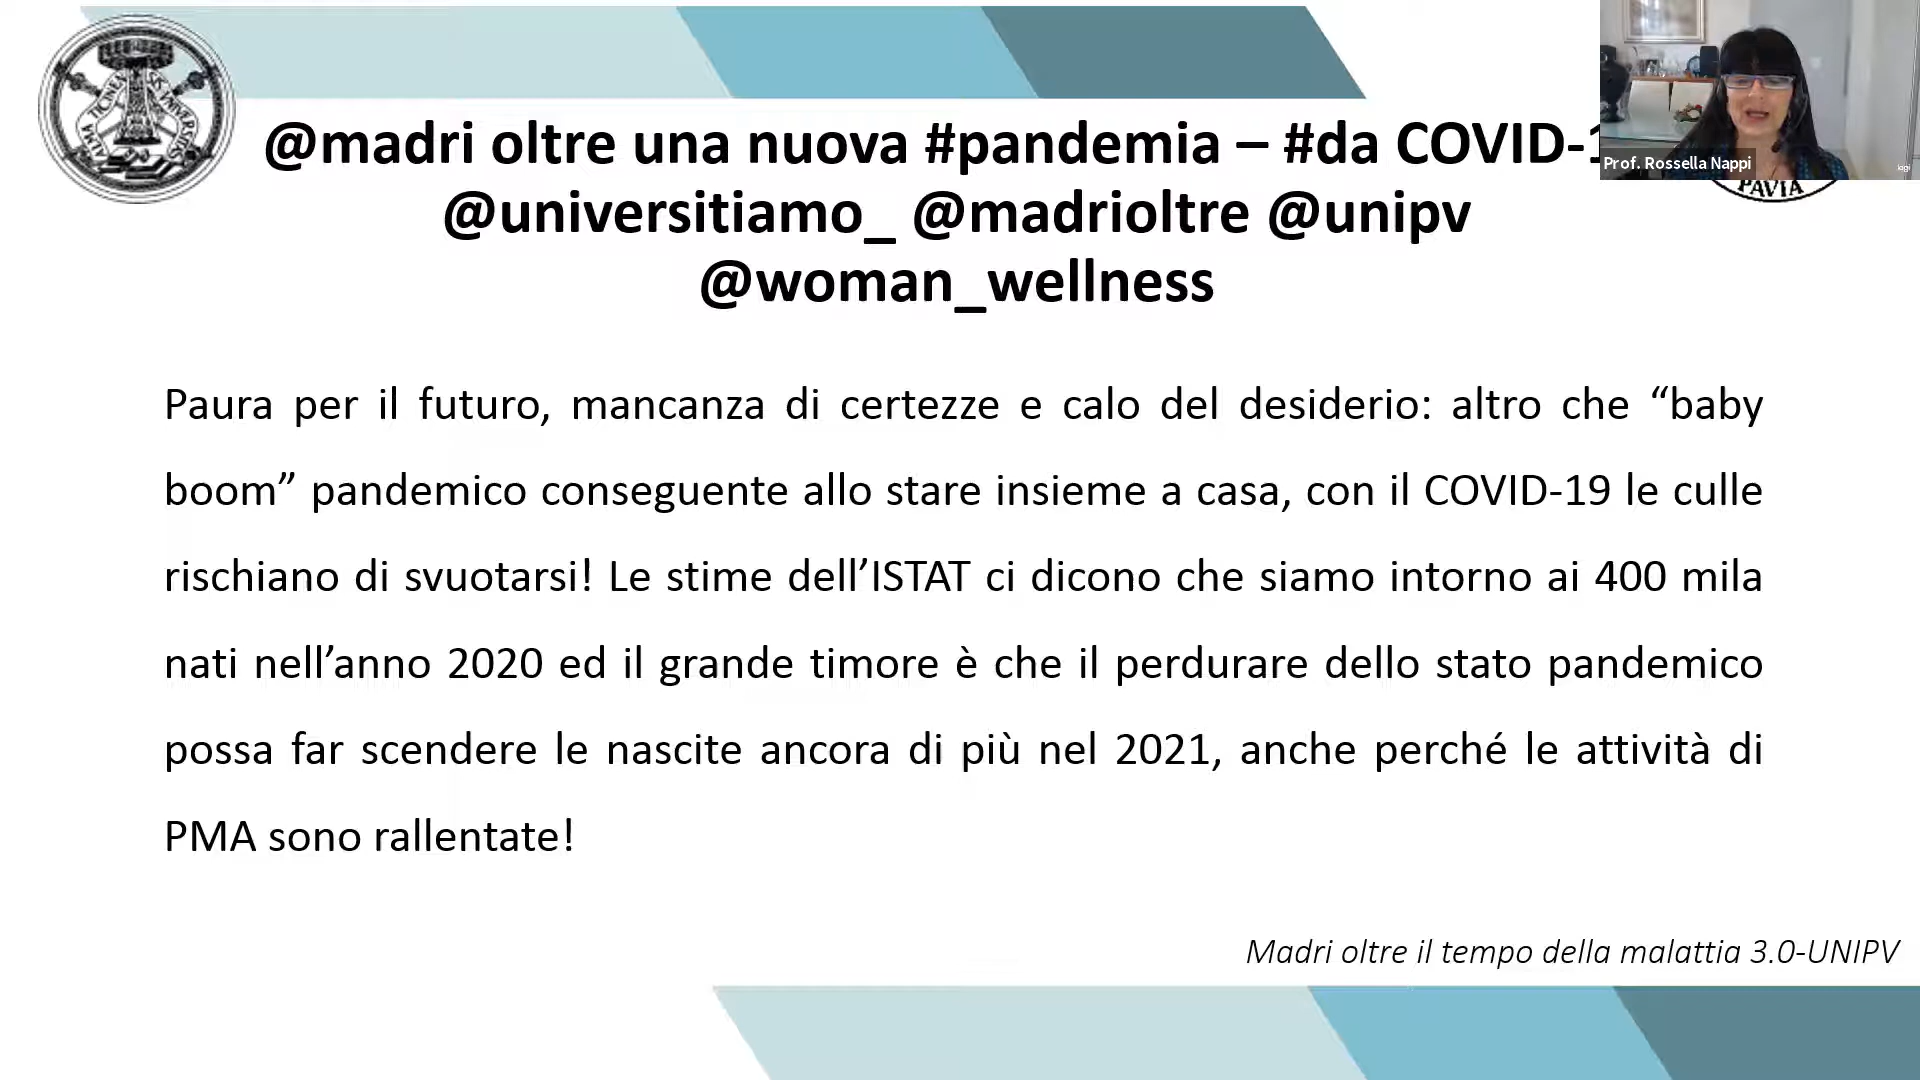 @madri oltre una nuova #pandemia – #da COVID-1
@universitiamo_ @madrioltre @unipv
@woman_wellness
Prof. Rossella Nappi
PAVIA
Paura per il futuro, mancanza di certezze e calo del desiderio: altro che “baby
boom” pandemico conseguente allo stare insieme a casa, con il COVID-19 le culle
rischiano di svuotarsi! Le stime dell’ISTAT ci dicono che siamo intorno ai 400 mila
nati nell’anno 2020 ed il grande timore è che il perdurare dello stato pandemico
possa far scendere le nascite ancora di più nel 2021, anche perché le attività di
PMA sono rallentate!
Madri oltre il tempo della malattia 3.0-UNIPV